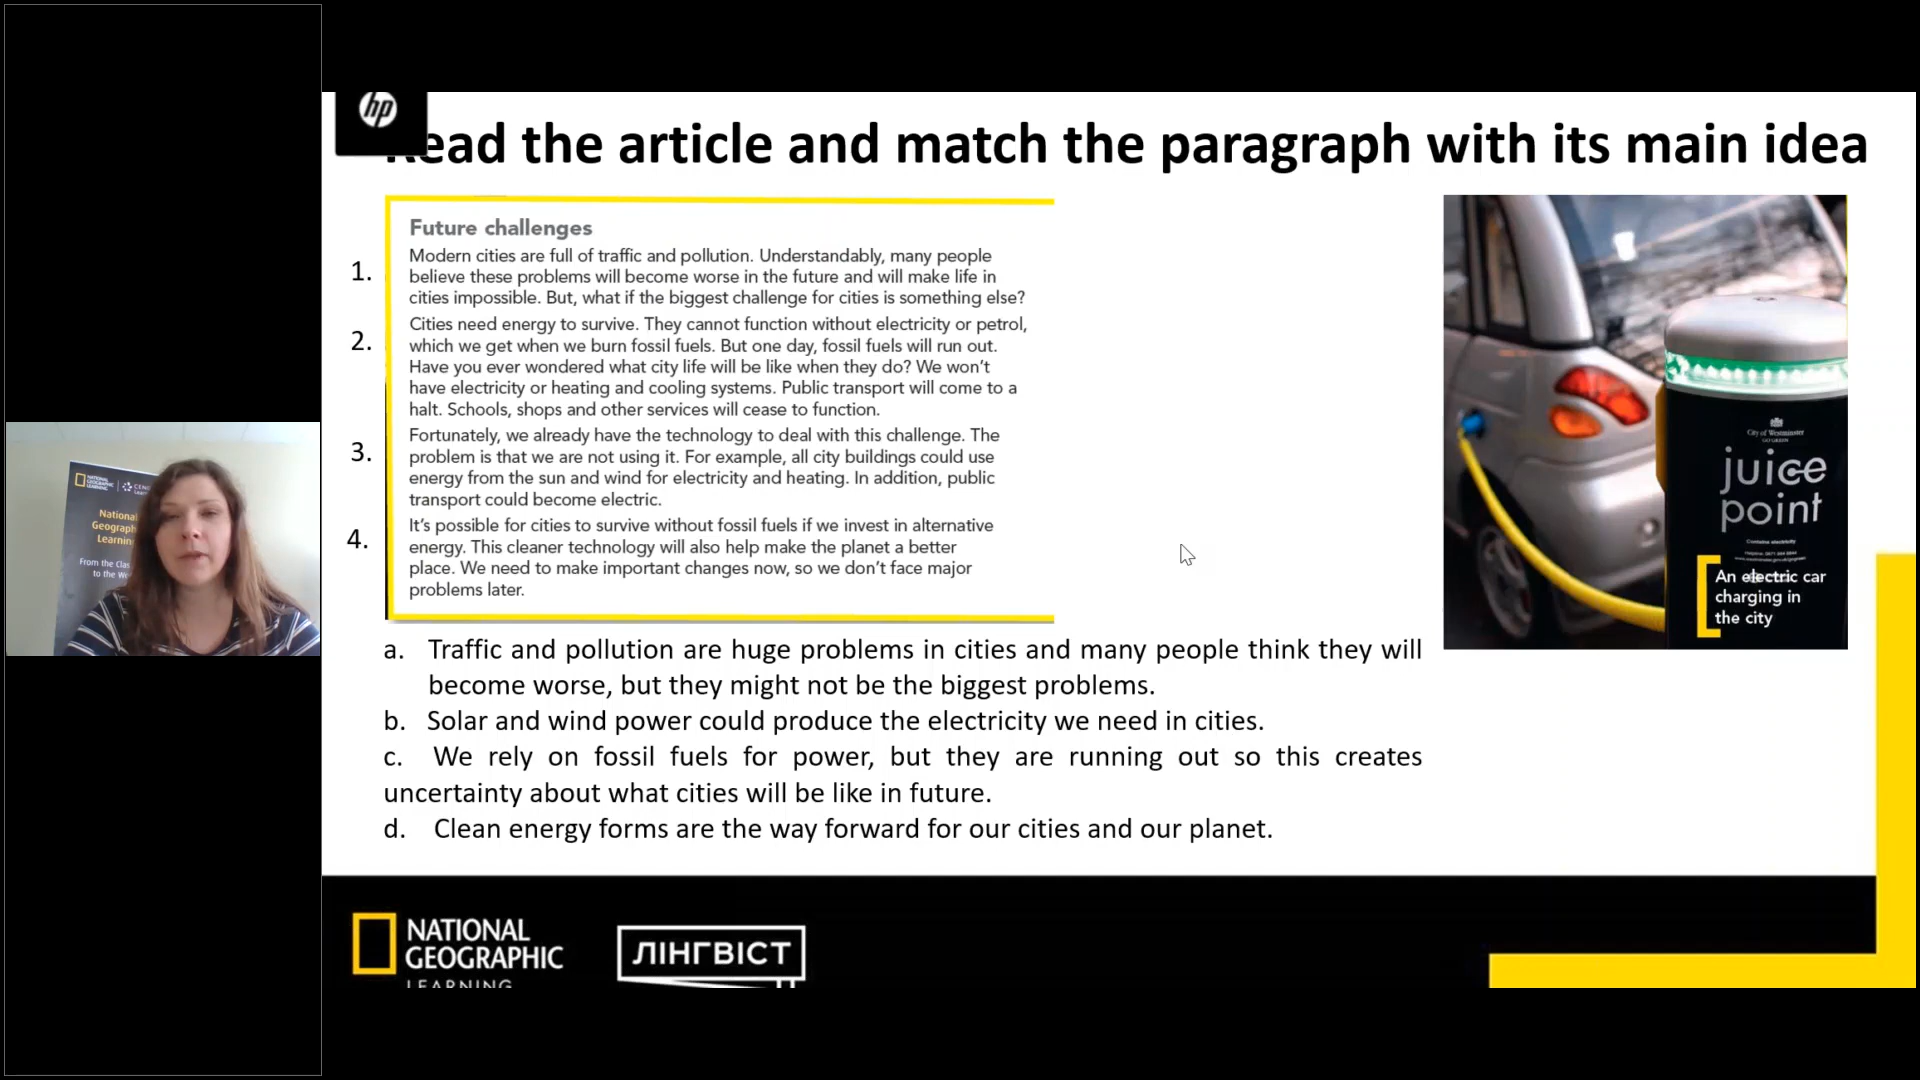 hp
ead the article and match the paragraph with its main idea
Future challenges
1.
Modern cities are full of traffic and pollution. Understandably, many people
believe these problems will become worse in the future and will make life in
cities impossible. But, what if the biggest challenge for cities is something else?
2.
Cities need energy to survive. They cannot function without electricity or petrol,
which we get when we burn fossil fuels. But one day, fossil fuels will run out.
Have you ever wondered what city life will be like when they do? We won't
have electricity or heating and cooling systems. Public transport will come to a
halt. Schools, shops and other services will cease to function.
3.
Fortunately, we already have the technology to deal with this challenge. The
problem is that we are not using it. For example, all city buildings could use
energy from the sun and wind for electricity and heating. In addition, public
transport could become electric.
4.
It's possible for cities to survive without fossil fuels if we invest in alternative
energy. This cleaner technology will also help make the planet a better
place. We need to make important changes now, so we don't face major
problems later.
a. Traffic and pollution are huge problems in cities and many people think they will
become worse, but they might not be the biggest problems.
b. Solar and wind power could produce the electricity we need in cities.
c. We rely on fossil fuels for power, but they are running out so this creates
uncertainty about what cities will be like in future.
d. Clean energy forms are the way forward for our cities and our planet.
City of Westminster
juice
point
An electric car
charging in
the city
NATIONAL
GEOGRAPHIC
LEARNING
ЛІНГВІСТ
National
Geograph
Learnin
From the Clas
to the Wo